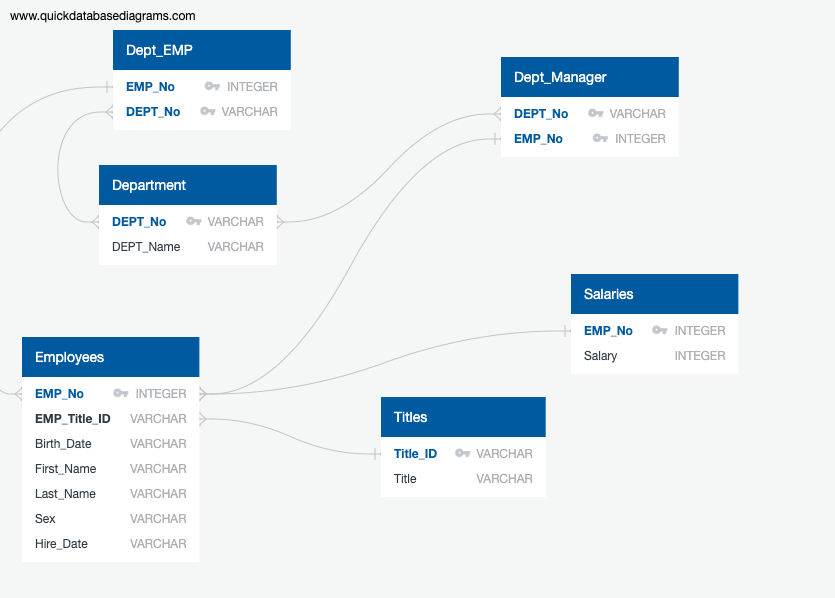 www.quickdatabasediagrams.com
Dept_EMP
EMP_No INTEGER
DEPT_No VARCHAR
Dept_Manager
DEPT_No VARCHAR
EMP_No INTEGER
Department
DEPT_No VARCHAR
DEPT_Name VARCHAR
Salaries
EMP_No INTEGER
Salary INTEGER
Employees
EMP_No INTEGER
EMP_Title_ID VARCHAR
Birth_Date VARCHAR
First_Name VARCHAR
Last_Name VARCHAR
Sex VARCHAR
Hire_Date VARCHAR
Titles
Title_ID VARCHAR
Title VARCHAR